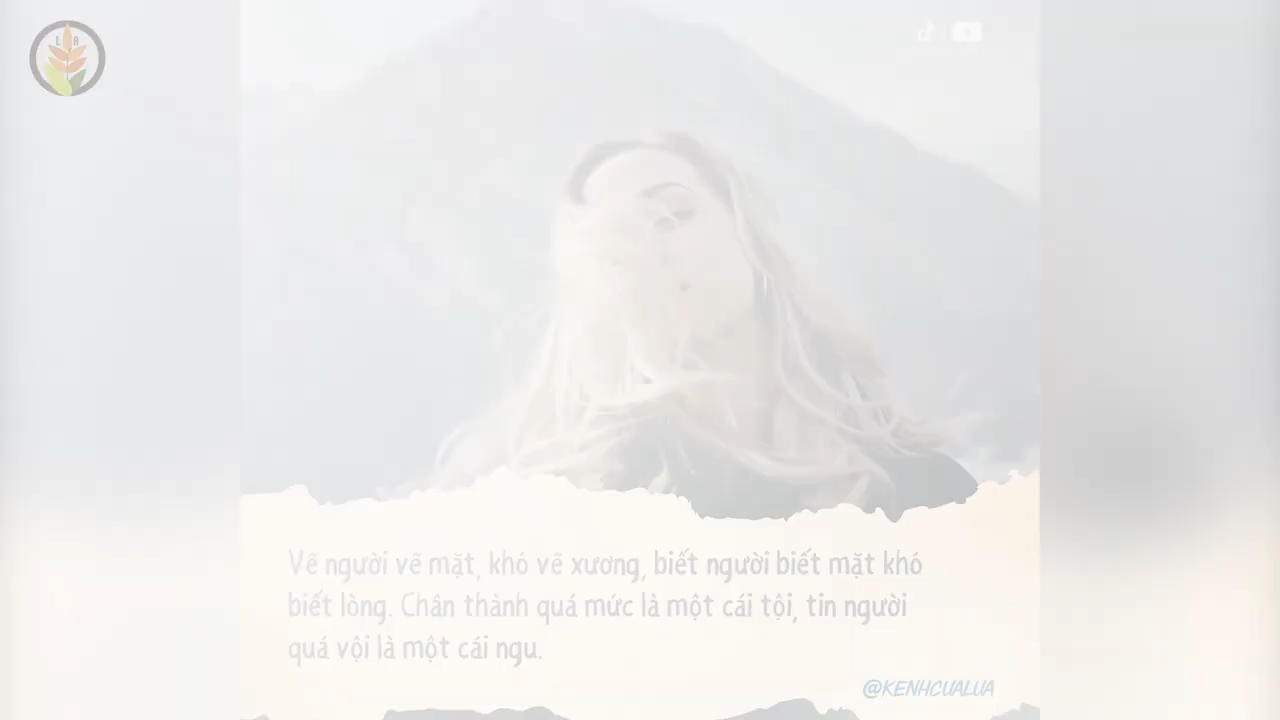 L A
Vẽ người vẽ mặt, khó vẽ xương, biết người biết mặt khó
biết lòng. Chân thành quá mức là một cái tội, tin người
quá vội là một cái ngu.
@KENHCUALUA